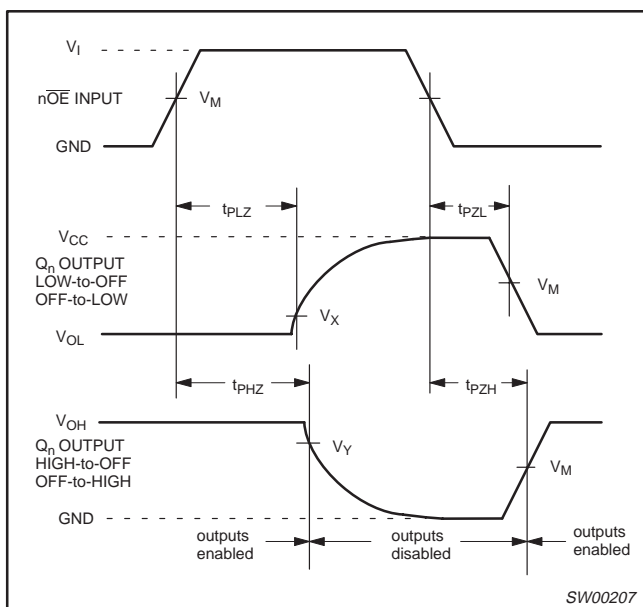 V_I
nO̅E̅ INPUT
V_M
GND
t_PLZ
t_PZL
V_CC
Q_n OUTPUT
LOW-to-OFF
OFF-to-LOW
V_M
V_X
V_OL
t_PHZ
t_PZH
V_OH
Q_n OUTPUT
HIGH-to-OFF
OFF-to-HIGH
V_Y
V_M
GND
outputs
enabled
outputs
disabled
outputs
enabled
SW00207